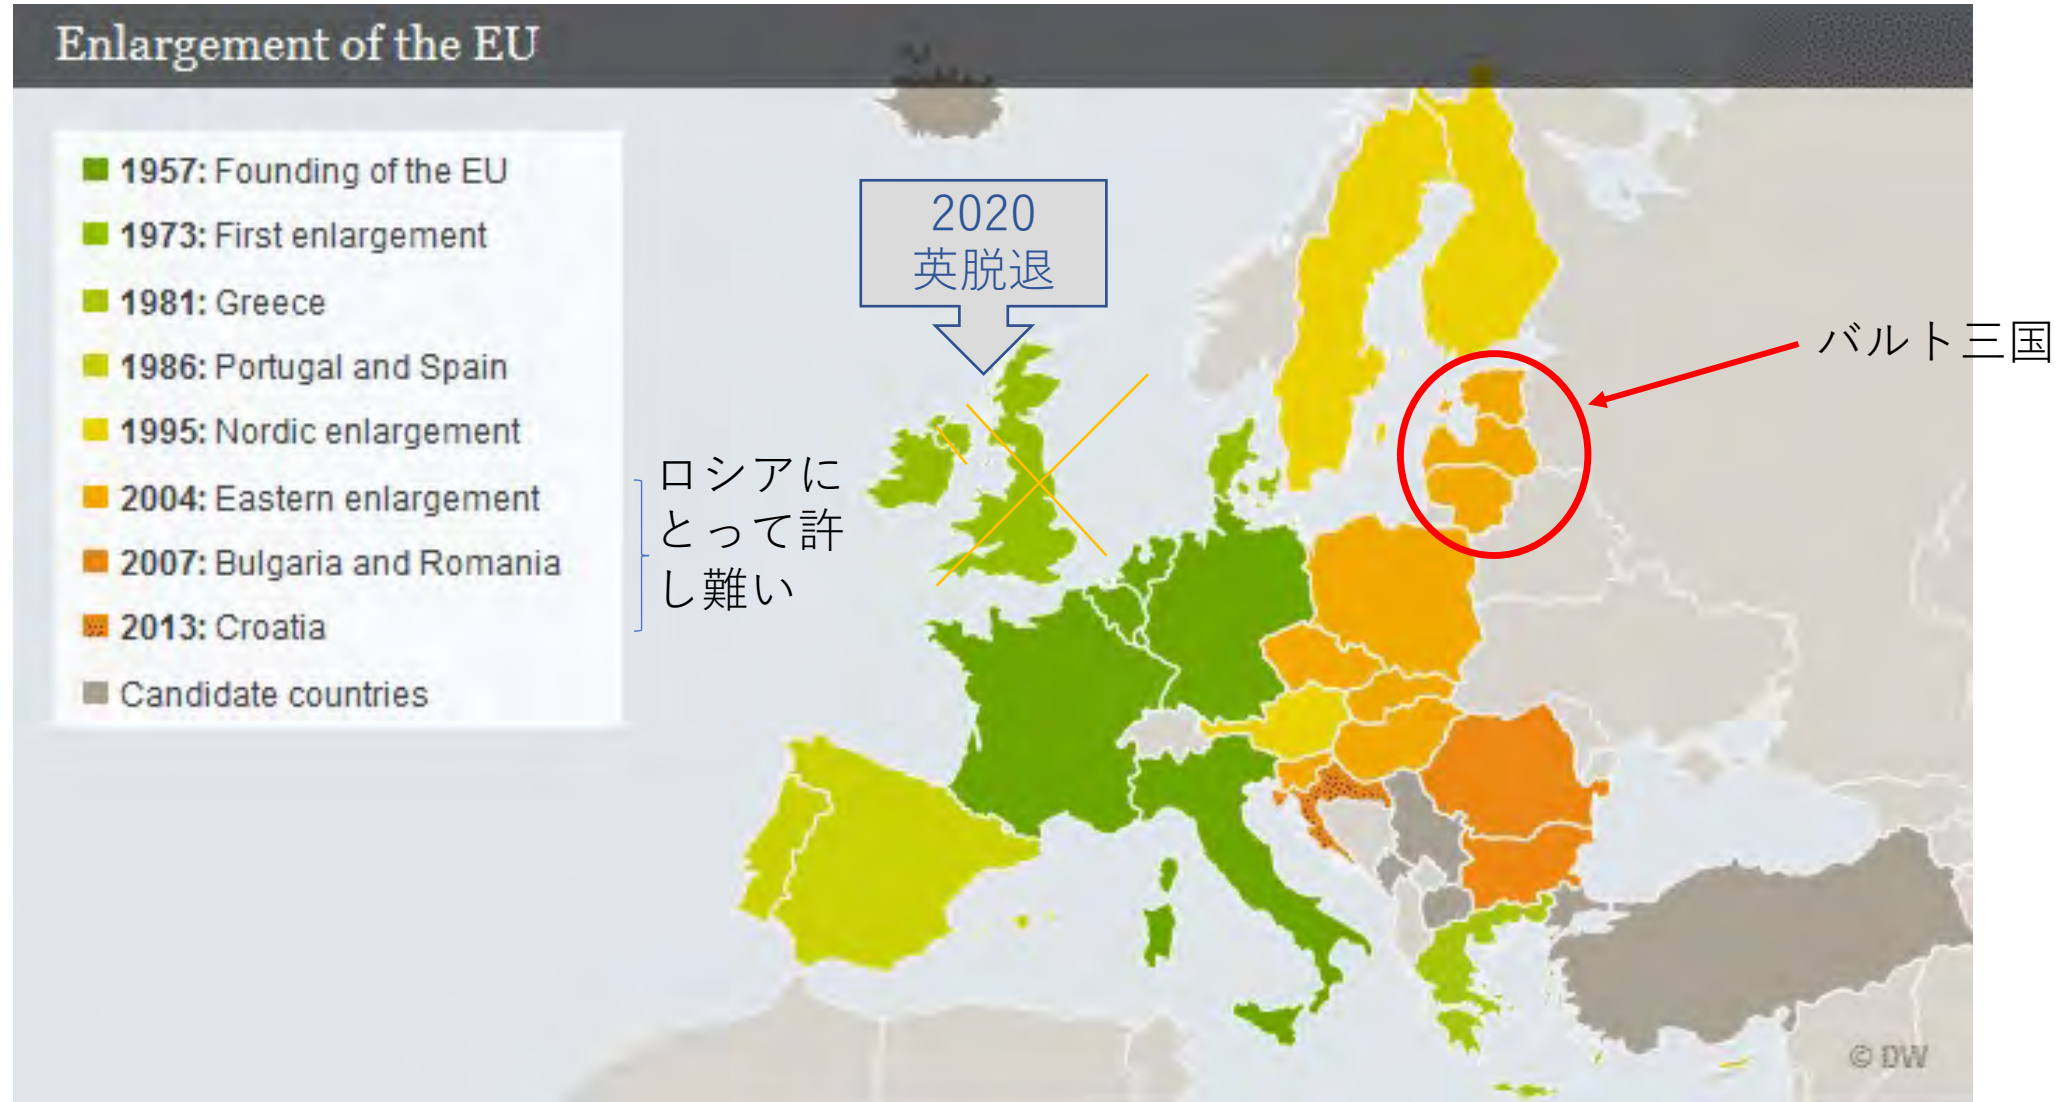 Enlargement of the EU
1957: Founding of the EU
1973: First enlargement
1981: Greece
1986: Portugal and Spain
1995: Nordic enlargement
2004: Eastern enlargement
2007: Bulgaria and Romania
2013: Croatia
Candidate countries
ロシアに
とって許
し難い
2020
英脱退
バルト三国
© DW